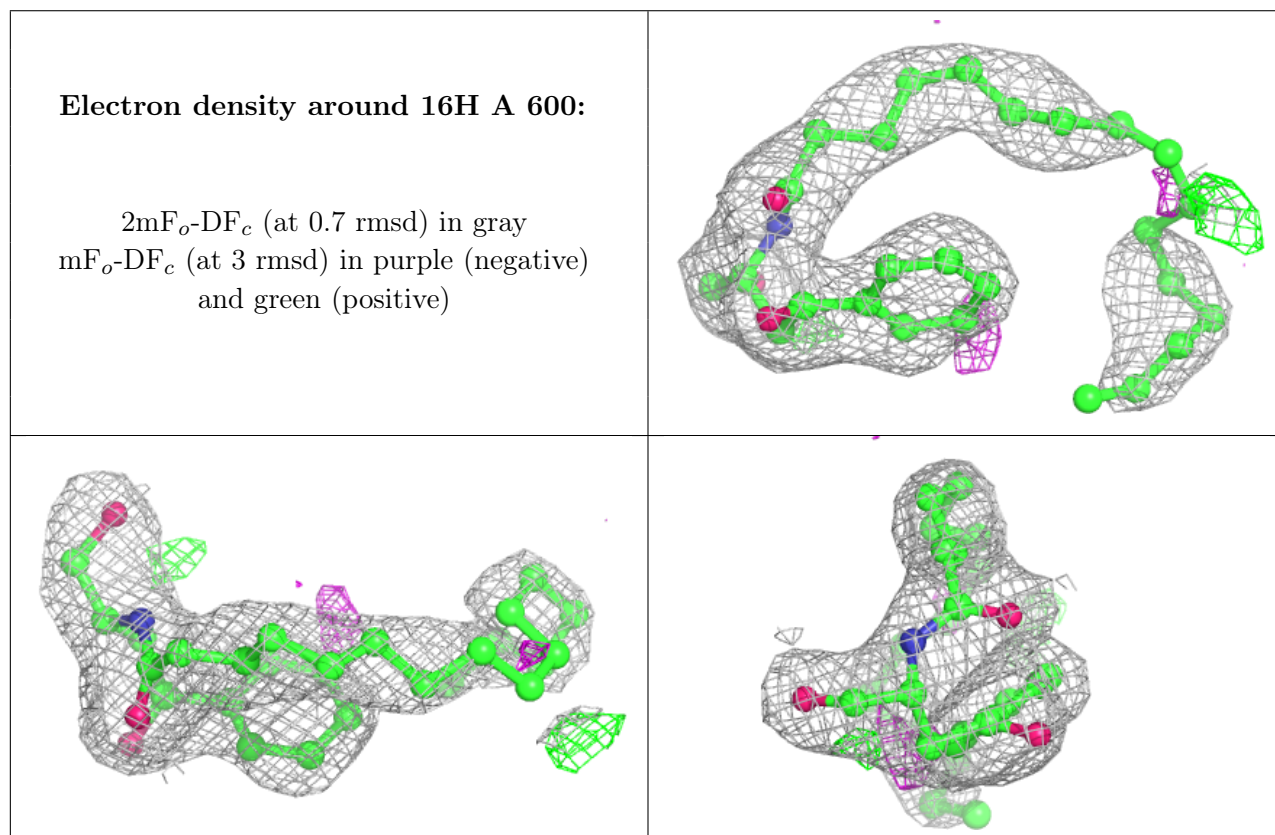 Electron density around 16H A 600:
2mFo-DFc (at 0.7 rmsd) in gray
mFo-DFc (at 3 rmsd) in purple (negative)
and green (positive)